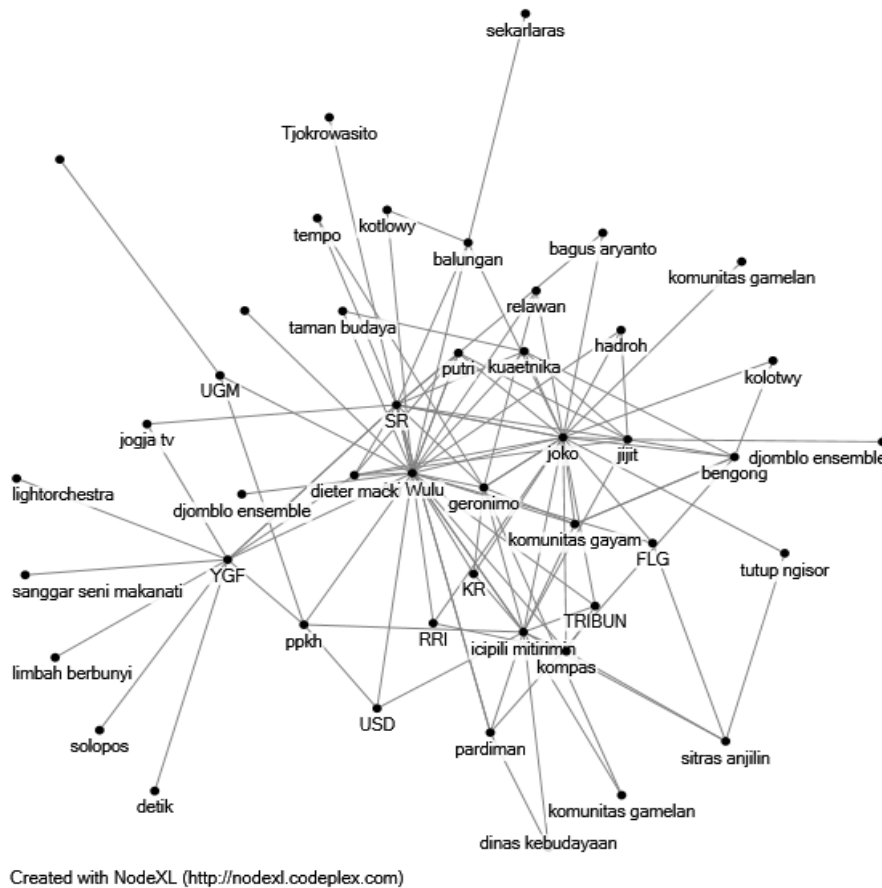 sekarlaras
Tjokrowasito
tempo
kotlowy
balungan
bagus aryanto
komunitas gamelan
relawan
taman budaya
hadroh
putri
kuaetnika
kolotwy
UGM
SR
jogja tv
joko
jijit
bengong
djomblo ensemble
lightorchestra
djomblo ensemble
dieter mack
Wulu
geronimo
komunitas gayam
FLG
YGF
sanggar seni makanati
KR
tutup ngisor
TRIBUN
ppkh
RRI
icipili mitirimin
kompas
limbah berbunyi
USD
solopos
pardiman
sitras anjilin
detik
komunitas gamelan
dinas kebudayaan
Created with NodeXL (http://nodexl.codeplex.com)